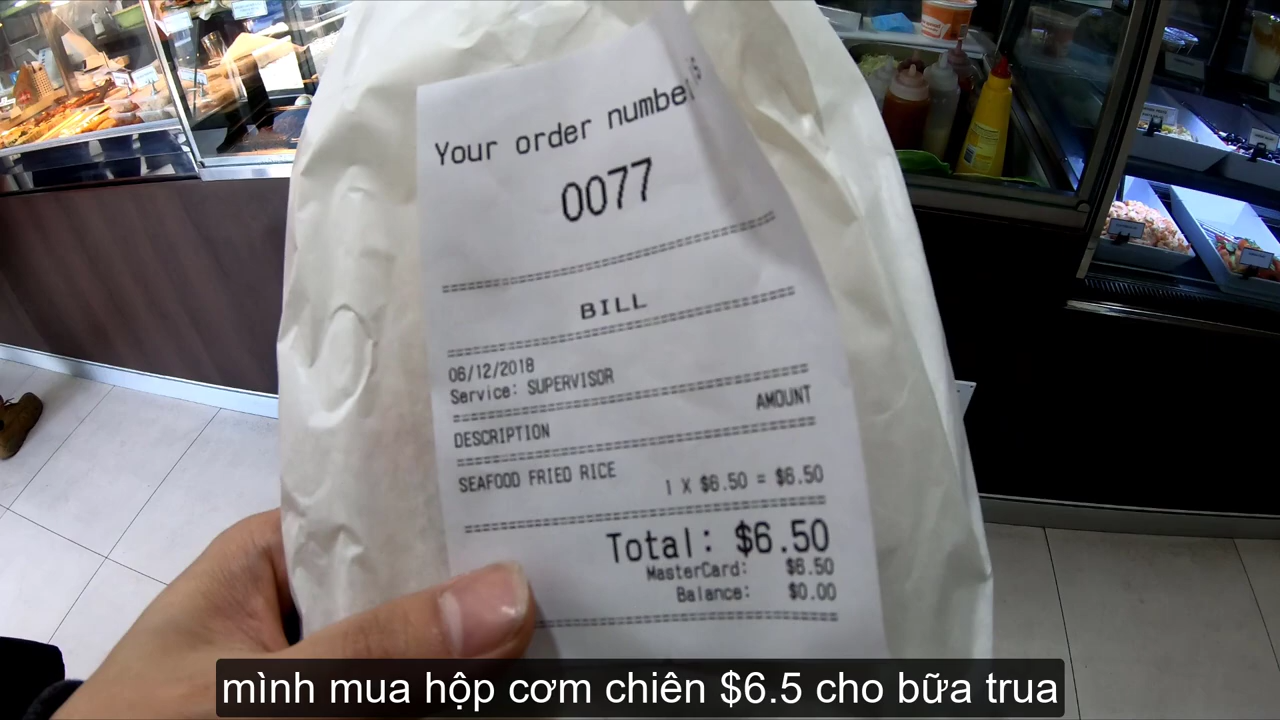 Your order number is
0077
BILL
06/12/2018
Service: SUPERVISOR
AMOUNT
DESCRIPTION
SEAFOOD FRIED RICE
1 X $6.50 = $6.50
Total: $6.50
MasterCard: $6.50
Balance: $0.00
mình mua hộp cơm chiên $6.5 cho bữa trua